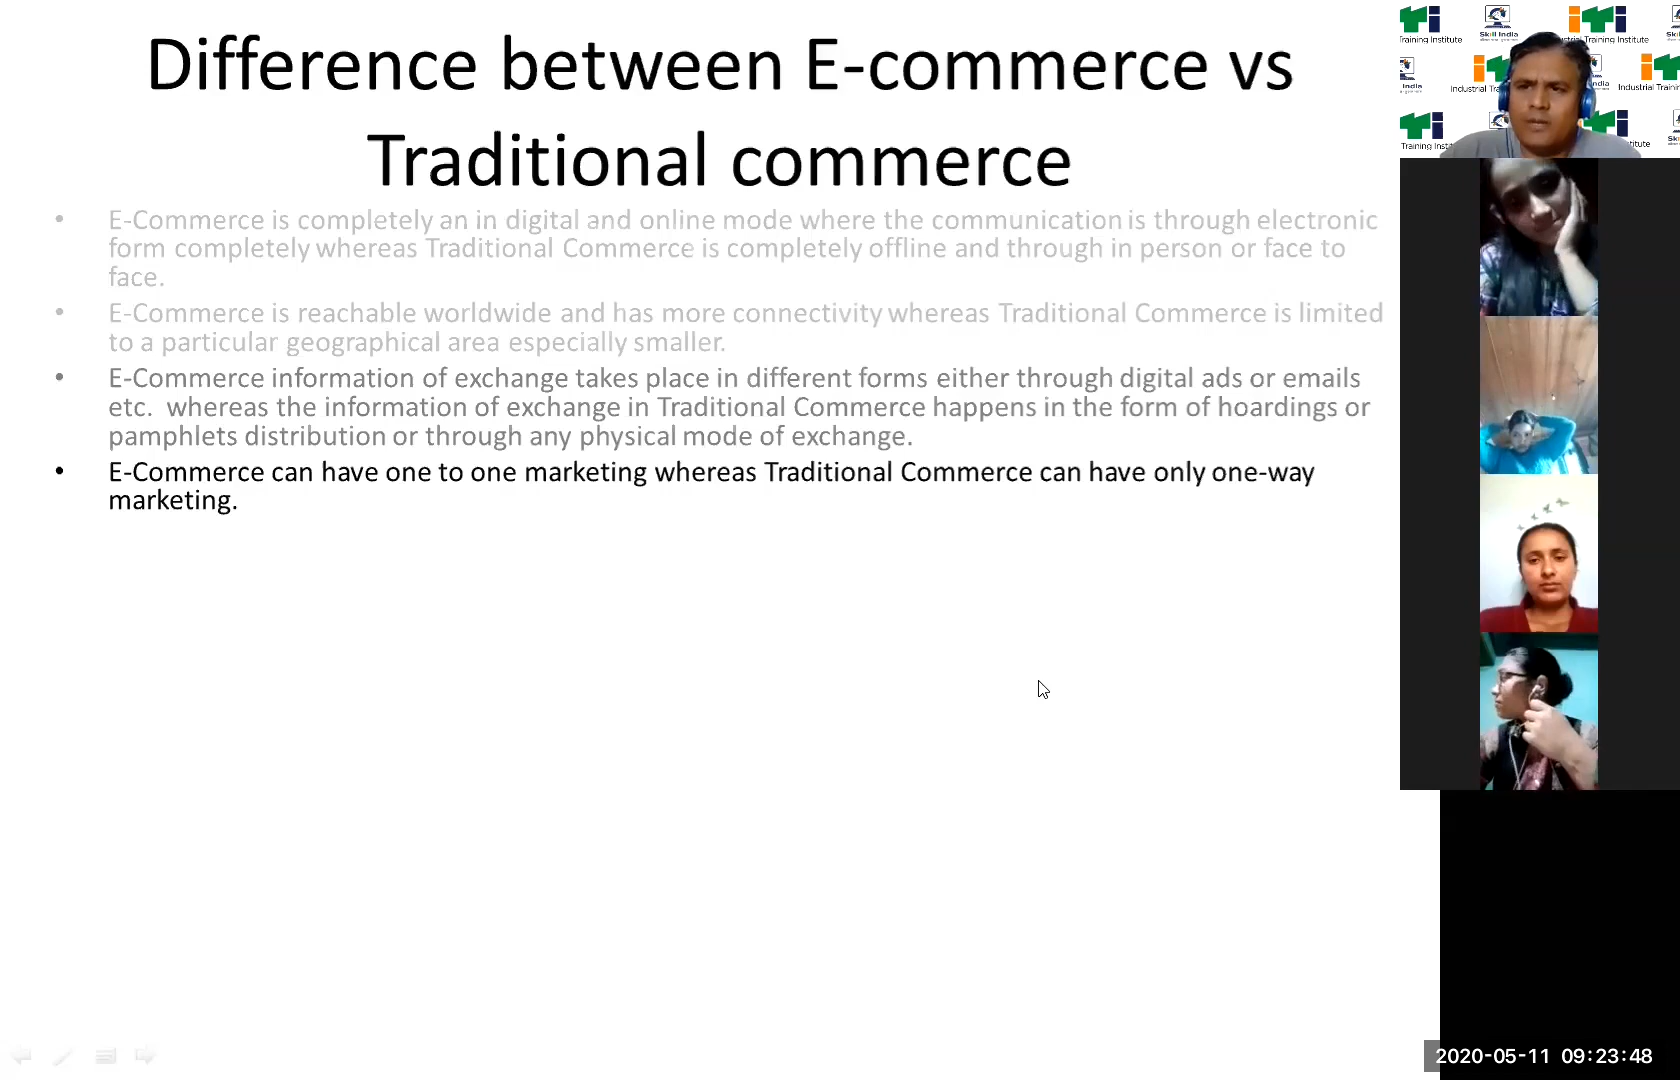 Difference between E-commerce vs
Traditional commerce
• E-Commerce is completely an in digital and online mode where the communication is through electronic
form completely whereas Traditional Commerce is completely offline and through in person or face to
face.
• E-Commerce is reachable worldwide and has more connectivity whereas Traditional Commerce is limited
to a particular geographical area especially smaller.
• E-Commerce information of exchange takes place in different forms either through digital ads or emails
etc.  whereas the information of exchange in Traditional Commerce happens in the form of hoardings or
pamphlets distribution or through any physical mode of exchange.
• E-Commerce can have one to one marketing whereas Traditional Commerce can have only one-way
marketing.
Training Institute
Skill India
Training Institute
Industrial
Training Institute
2020-05-11 09:23:48